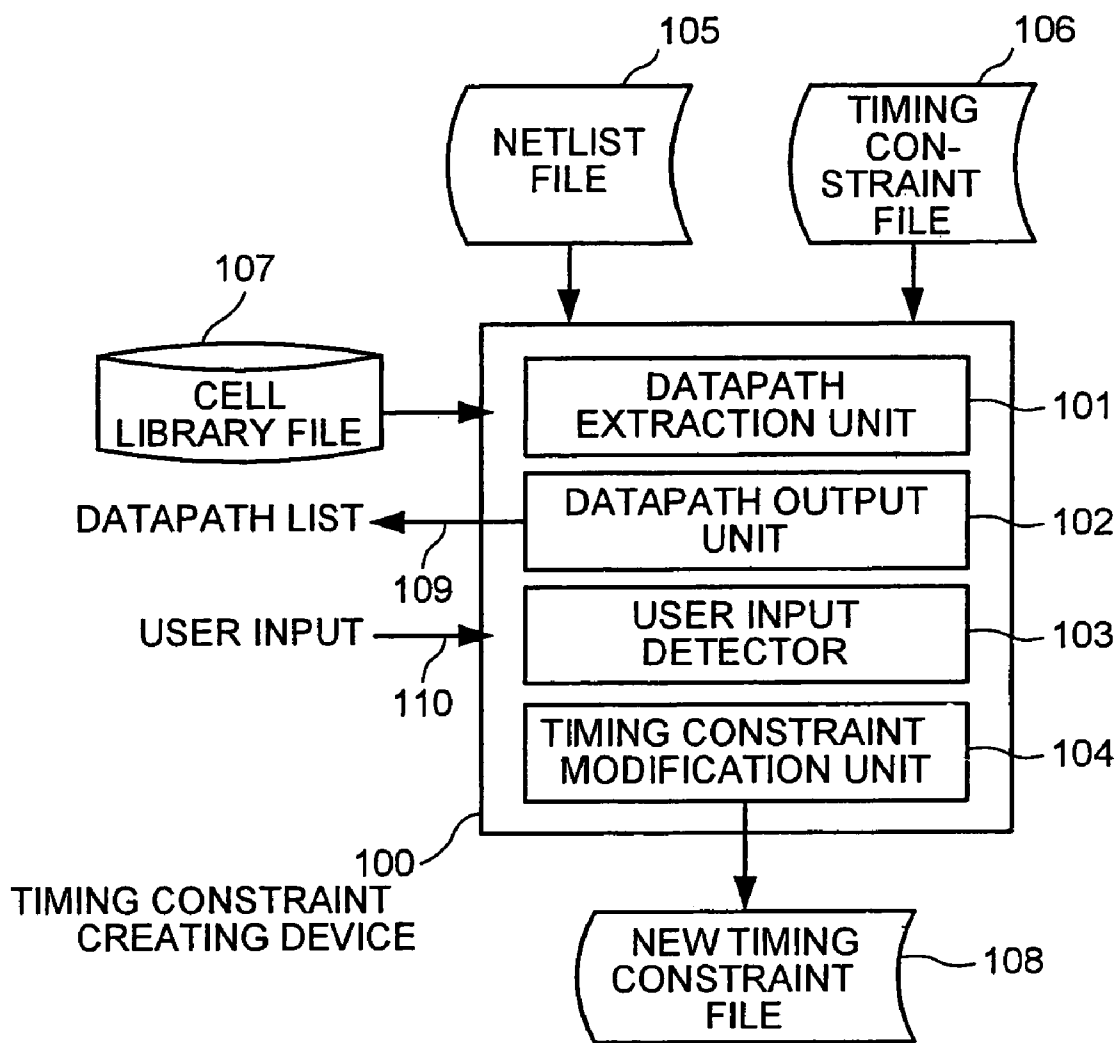 105
106
NETLIST
FILE
TIMING
CON-
STRAINT
FILE
107
CELL
LIBRARY FILE
DATAPATH
EXTRACTION UNIT
101
DATAPATH LIST
109
DATAPATH OUTPUT
UNIT
102
USER INPUT
110
USER INPUT
DETECTOR
103
TIMING CONSTRAINT
MODIFICATION UNIT
104
100
TIMING CONSTRAINT
CREATING DEVICE
NEW TIMING
CONSTRAINT
FILE
108